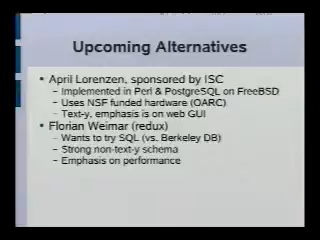 Upcoming Alternatives
• April Lorenzen, sponsored by ISC
– Implemented in Perl & PostgreSQL on FreeBSD
– Uses NSF funded hardware (OARC)
– Text-y, emphasis is on web GUI
• Florian Weimar (redux)
– Wants to try SQL (vs. Berkeley DB)
– Strong non-text-y schema
– Emphasis on performance